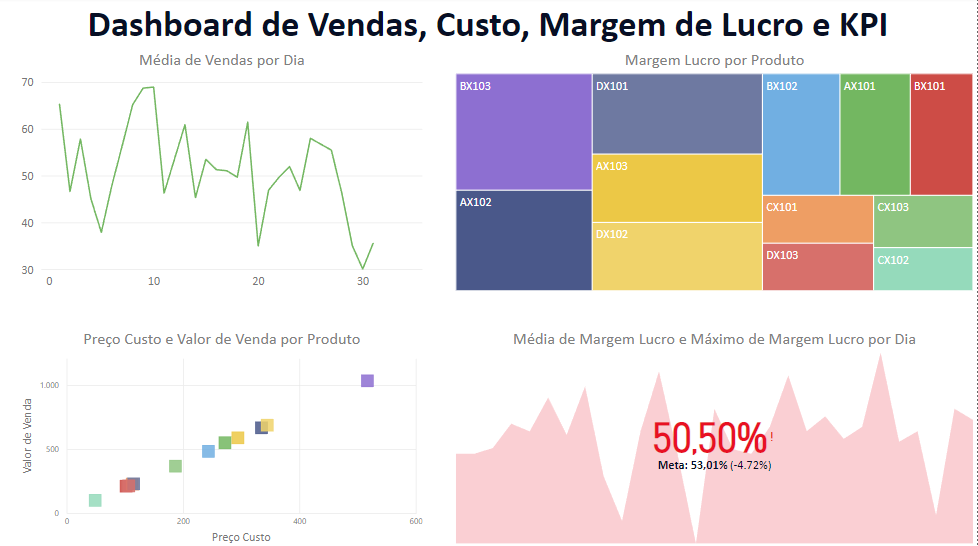 Dashboard de Vendas, Custo, Margem de Lucro e KPI
Média de Vendas por Dia
70
60
50
40
30
0
10
20
30
Margem Lucro por Produto
BX103
DX101
BX102
AX101
BX101
AX103
AX102
CX101
CX103
DX102
DX103
CX102
Preço Custo e Valor de Venda por Produto
Valor de Venda
1.000
500
0
0
200
400
600
Preço Custo
Média de Margem Lucro e Máximo de Margem Lucro por Dia
50,50%!
Meta: 53,01% (-4.72%)